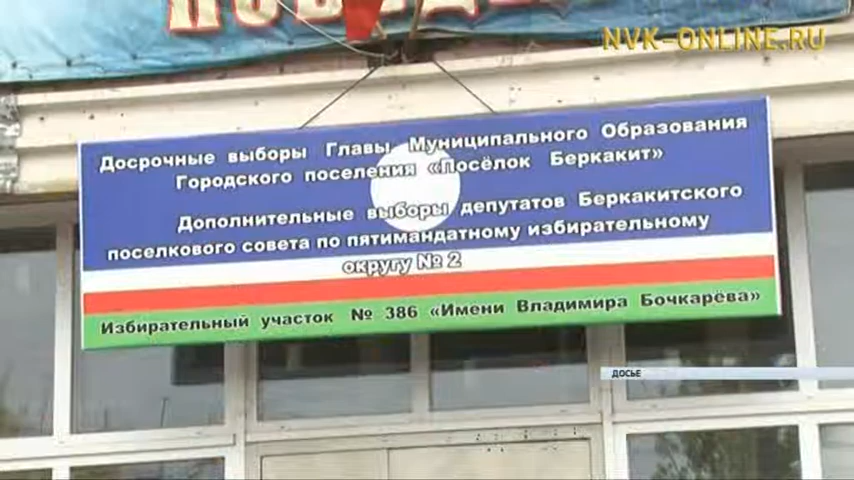 NVK-ONLINE.RU
Досрочные выборы Главы Муниципального Образования
Городского поселения «Посёлок Беркакит»
Дополнительные выборы депутатов Беркакитского
поселкового совета по пятимандатному избирательному
округу № 2
Избирательный участок № 386 «Имени Владимира Бочкарёва»
ДОСЬЕ